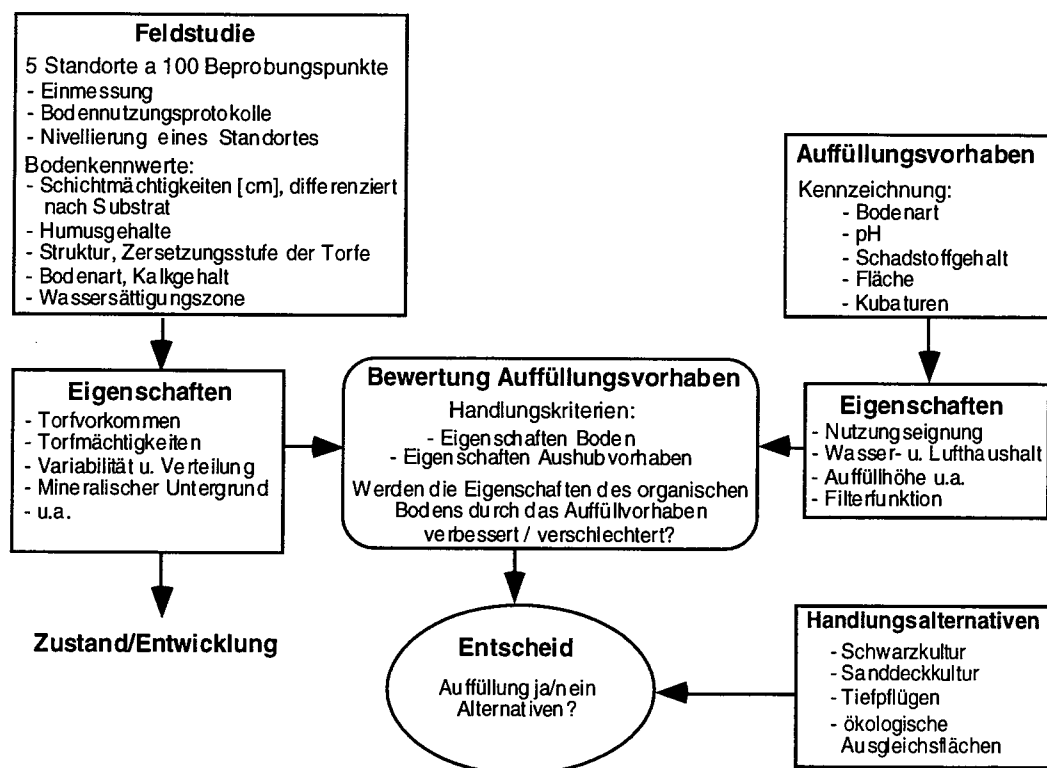 Feldstudie
5 Standorte a 100 Beprobungspunkte
- Einmessung
- Bodennutzungsprotokolle
- Nivellierung eines Standortes
Bodenkennwerte:
- Schichtmächtigkeiten [cm], differenziert
nach Substrat
- Humusgehalte
- Struktur, Zersetzungsstufe der Torfe
- Bodenart, Kalkgehalt
- Wassersättigungszone
Auffüllungsvorhaben
Kennzeichnung:
- Bodenart
- pH
- Schadstoffgehalt
- Fläche
- Kubaturen
Eigenschaften
- Torfvorkommen
- Torfmächtigkeiten
- Variabilität u. Verteilung
- Mineralischer Untergrund
- u.a.
Bewertung Auffüllungsvorhaben
Handlungskriterien:
- Eigenschaften Boden
- Eigenschaften Aushubvorhaben
Werden die Eigenschaften des organischen
Bodens durch das Auffüllvorhaben
verbessert / verschlechtert?
Eigenschaften
- Nutzungseignung
- Wasser- u. Lufthaushalt
- Auffüllhöhe u.a.
- Filterfunktion
Zustand/Entwicklung
Entscheid
Auffüllung ja/nein
Alternativen?
Handlungsalternativen
- Schwarzkultur
- Sanddeckkultur
- Tiefpflügen
- ökologische
Ausgleichsflächen